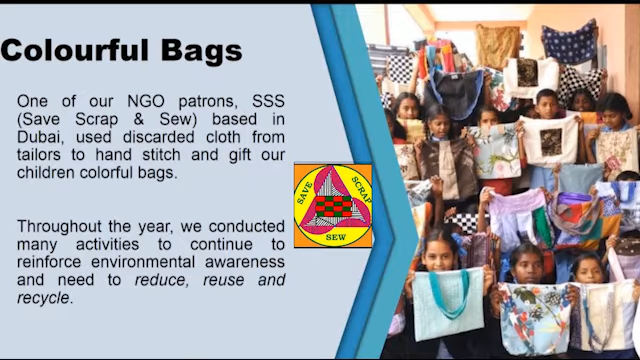 Colourful Bags
One of our NGO patrons, SSS
(Save Scrap & Sew) based in
Dubai, used discarded cloth from
tailors to hand stitch and gift our
children colorful bags.
Throughout the year, we conducted
many activities to continue to
reinforce environmental awareness
and need to reduce, reuse and
recycle.
SAVE
SCRAP
SEW